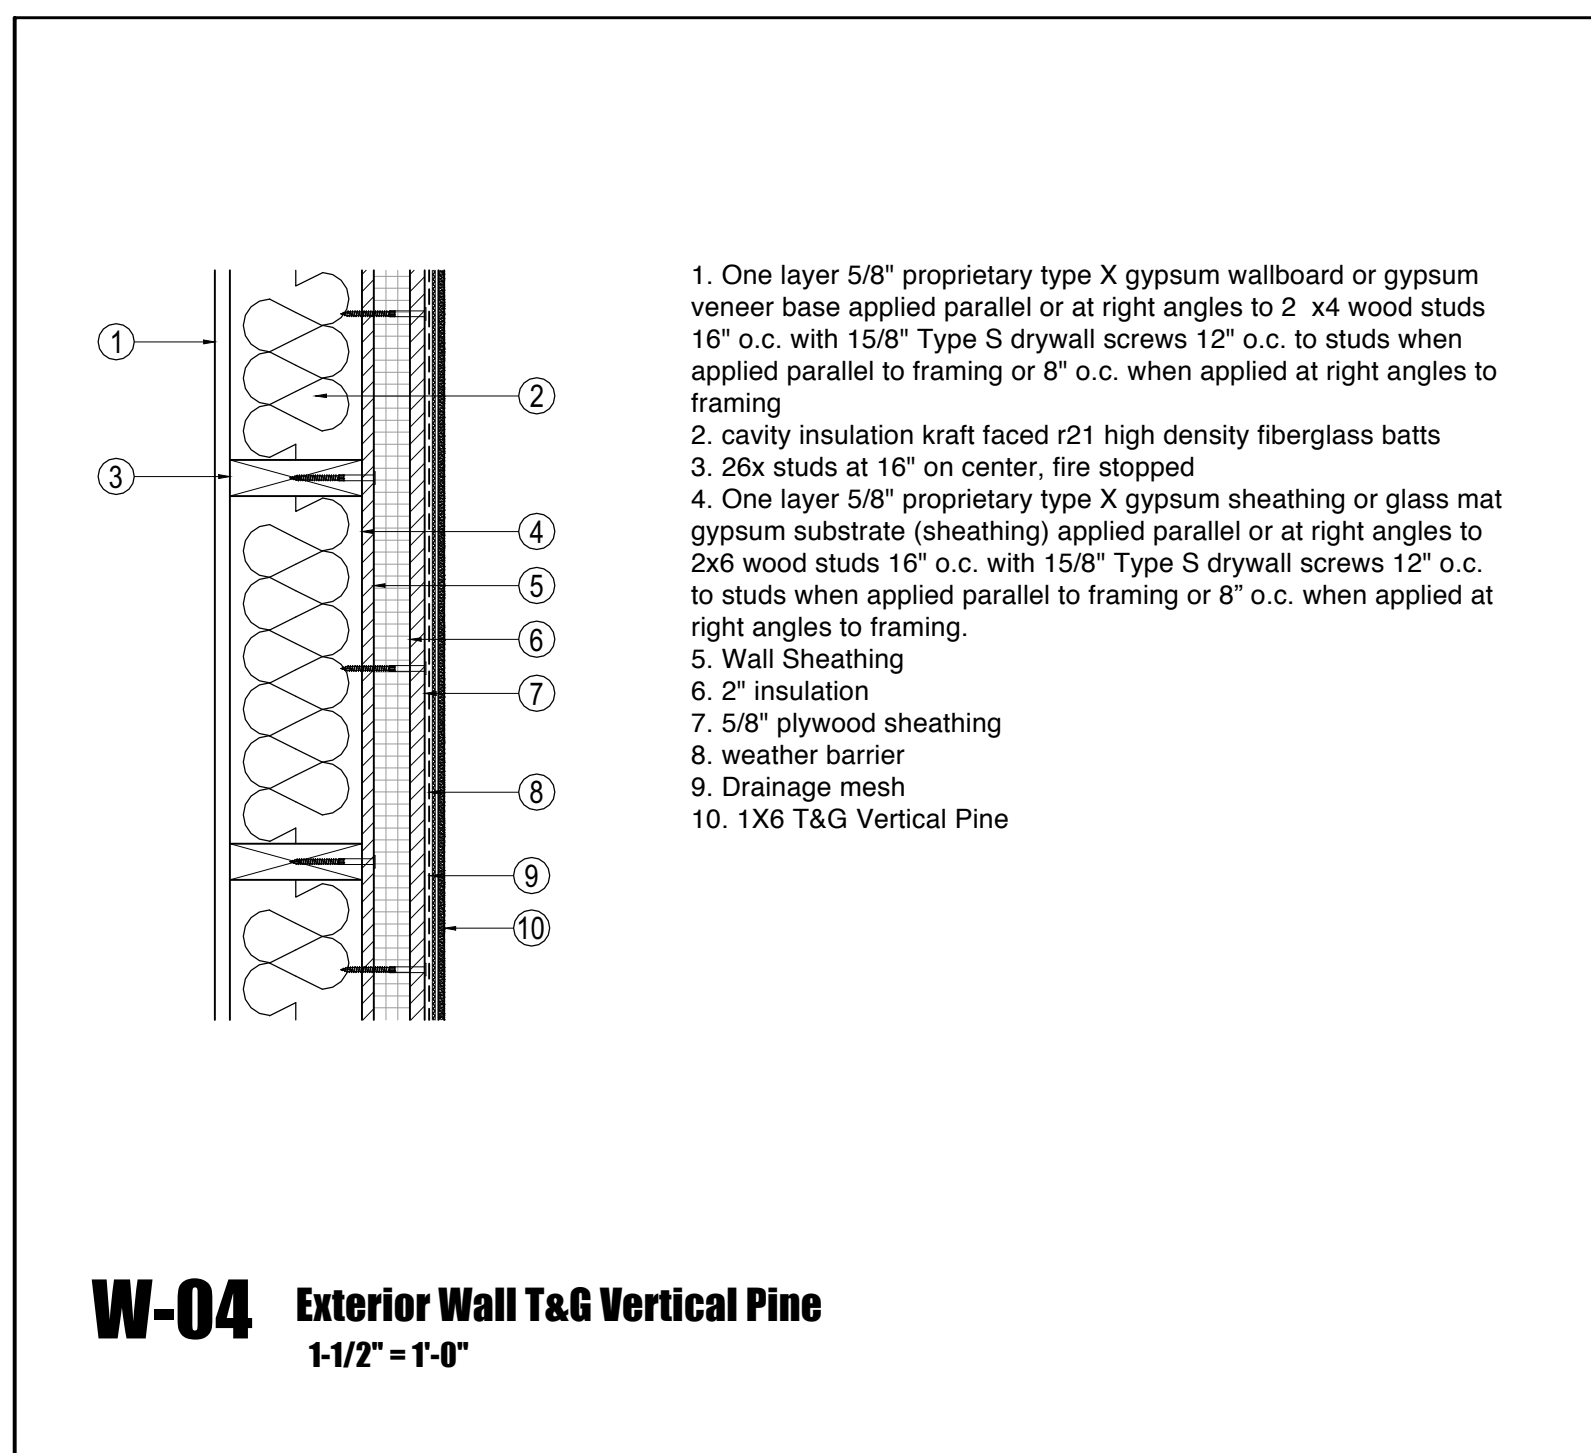 1. One layer 5/8" proprietary type X gypsum wallboard or gypsum
veneer base applied parallel or at right angles to 2  x4 wood studs
16" o.c. with 15/8" Type S drywall screws 12" o.c. to studs when
applied parallel to framing or 8" o.c. when applied at right angles to
framing
2. cavity insulation kraft faced r21 high density fiberglass batts
3. 26x studs at 16" on center, fire stopped
4. One layer 5/8" proprietary type X gypsum sheathing or glass mat
gypsum substrate (sheathing) applied parallel or at right angles to
2x6 wood studs 16" o.c. with 15/8" Type S drywall screws 12" o.c.
to studs when applied parallel to framing or 8” o.c. when applied at
right angles to framing.
5. Wall Sheathing
6. 2" insulation
7. 5/8" plywood sheathing
8. weather barrier
9. Drainage mesh
10. 1X6 T&G Vertical Pine
1
2
3
4
5
6
7
8
9
10
W-04 Exterior Wall T&G Vertical Pine
1-1/2" = 1'-0"